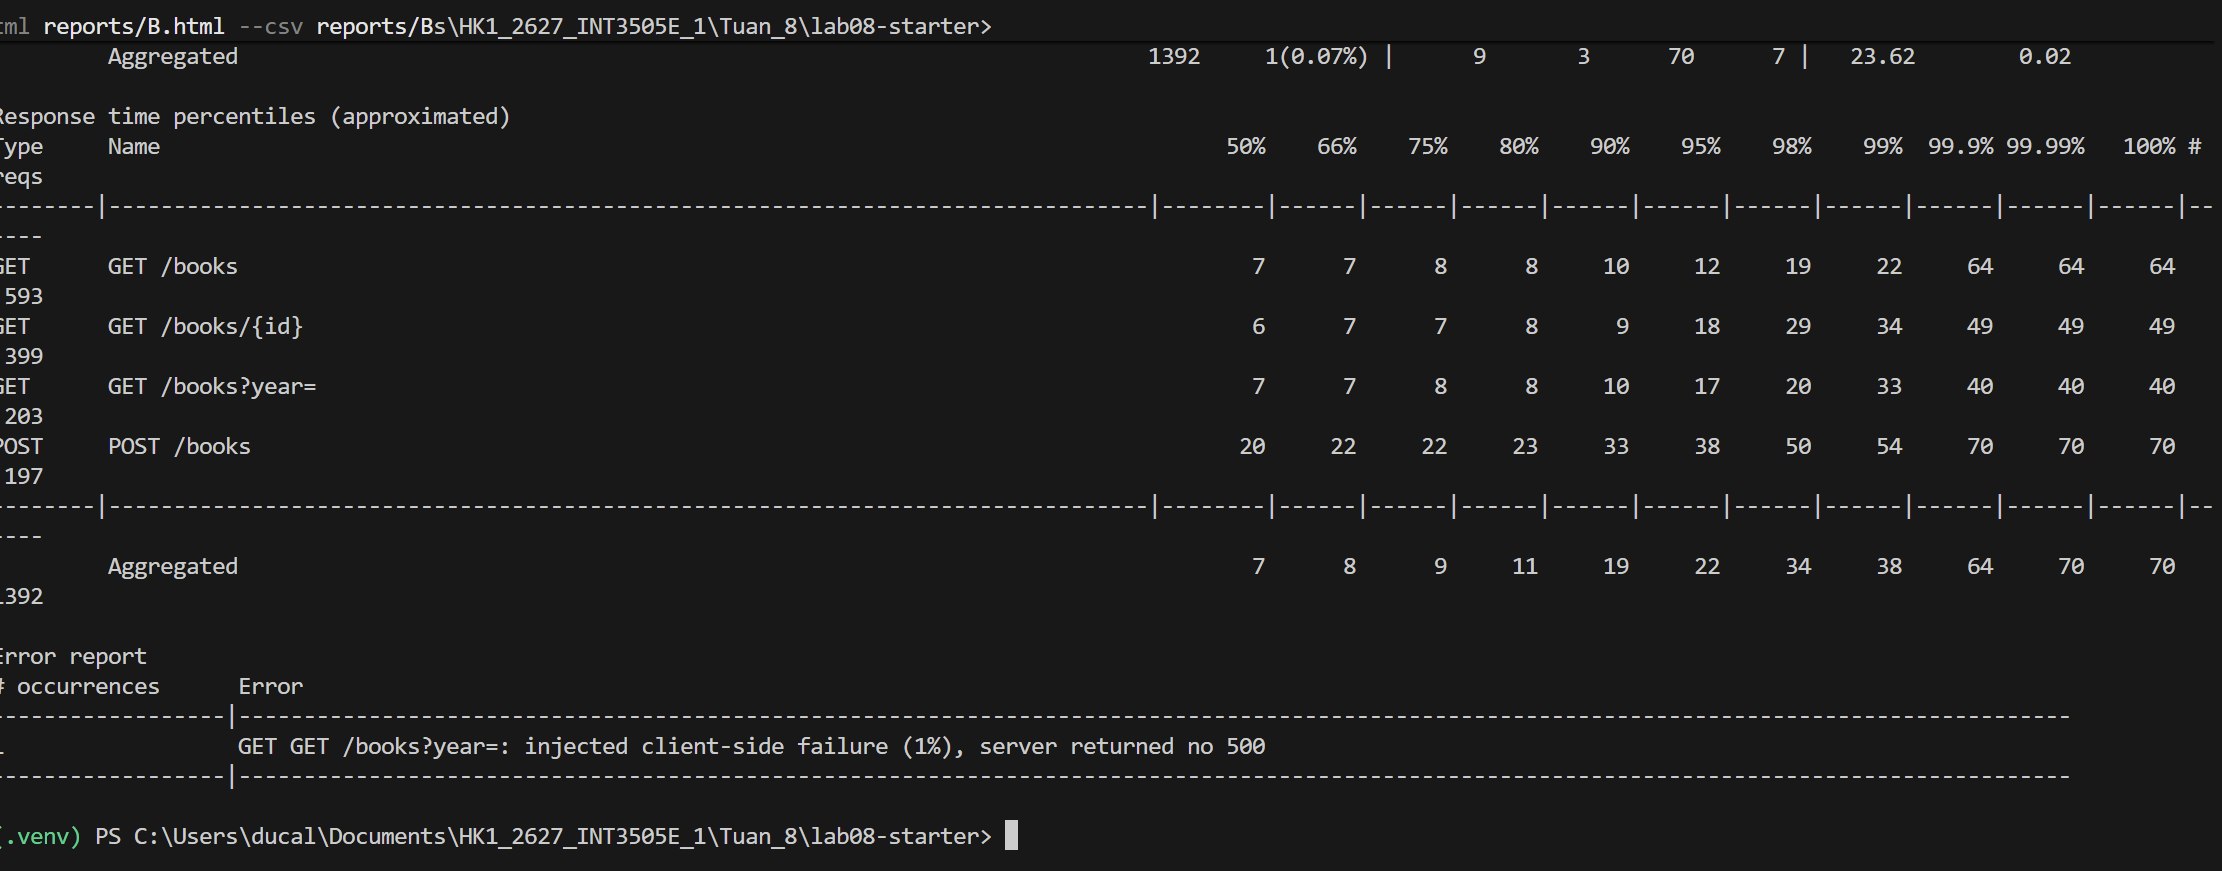 ml reports/B.html --csv reports/Bs\HK1_2627_INT3505E_1\Tuan_8\lab08-starter>
Aggregated 1392 1(0.07%) | 9 3 70 7 | 23.62 0.02
Response time percentiles (approximated)
Type Name 50% 66% 75% 80% 90% 95% 98% 99% 99.9% 99.99% 100% #
reqs
--------|--------------------------------------------------------------------------------|--------|------|------|------|------|------|------|------|------|------|------|--
----
GET GET /books 7 7 8 8 10 12 19 22 64 64 64
593
GET GET /books/{id} 6 7 7 8 9 18 29 34 49 49 49
399
GET GET /books?year= 7 7 8 8 10 17 20 33 40 40 40
203
POST POST /books 20 22 22 23 33 38 50 54 70 70 70
197
--------|--------------------------------------------------------------------------------|--------|------|------|------|------|------|------|------|------|------|------|--
----
Aggregated 7 8 9 11 19 22 34 38 64 70 70
1392
Error report
# occurrences Error
------------------|---------------------------------------------------------------------------------------------------------------------------------------------
1 GET GET /books?year=: injected client-side failure (1%), server returned no 500
------------------|---------------------------------------------------------------------------------------------------------------------------------------------
(.venv) PS C:\Users\ducal\Documents\HK1_2627_INT3505E_1\Tuan_8\lab08-starter>